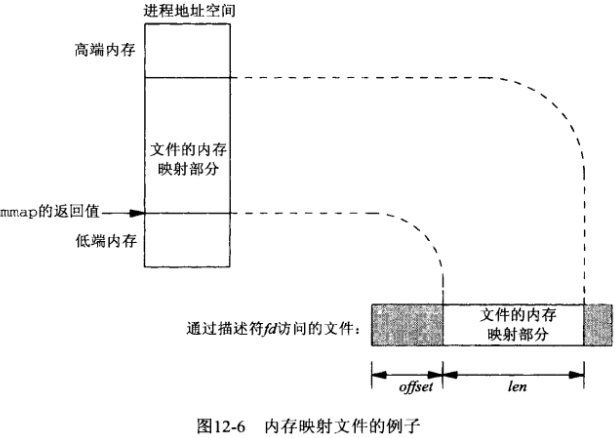 进程地址空间
高端内存
文件的内存
映射部分
mmap的返回值
低端内存
通过描述符fd访问的文件:
文件的内存
映射部分
offset
len
图12-6 内存映射文件的例子